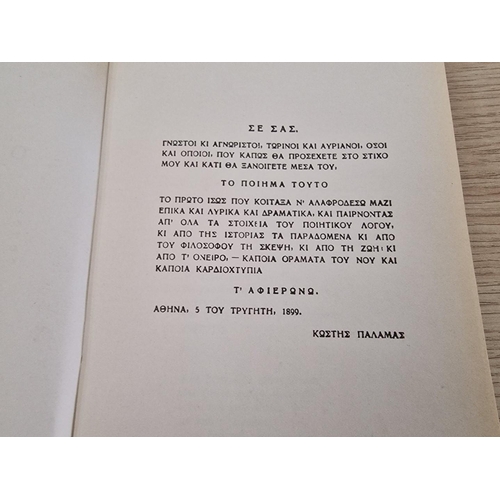 ΣΕ ΣΑΣ.
ΓΝΩΣΤΟΙ ΚΙ ΑΓΝΩΡΙΣΤΟΙ, ΤΩΡΙΝΟΙ ΚΑΙ ΑΥΡΙΑΝΟΙ, ΟΣΟΙ
ΚΑΙ ΟΠΟΙΟΙ, ΠΟΥ ΚΑΠΩΣ ΘΑ ΠΡΟΣΕΧΕΤΕ ΣΤΟ ΣΤΙΧΟ
ΜΟΥ ΚΑΙ ΚΑΤΙ ΘΑ ΞΑΝΟΙΓΕΤΕ ΜΕΣΑ ΤΟΥ,
ΤΟ ΠΟΙΗΜΑ ΤΟΥΤΟ
ΤΟ ΠΡΩΤΟ ΙΣΩΣ ΠΟΥ ΚΟΙΤΑΞΑ Ν' ΑΛΑΦΡΟΔΕΣΩ ΜΑΖΙ
ΕΠΙΚΑ ΚΑΙ ΛΥΡΙΚΑ ΚΑΙ ΔΡΑΜΑΤΙΚΑ, ΚΑΙ ΠΑΙΡΝΟΝΤΑΣ
ΑΠ' ΟΛΑ ΤΑ ΣΤΟΙΧΕΙΑ ΤΟΥ ΠΟΙΗΤΙΚΟΥ ΛΟΓΟΥ,
ΚΙ ΑΠΟ ΤΗΣ ΙΣΤΟΡΙΑΣ ΤΑ ΠΑΡΑΔΟΜΕΝΑ ΚΙ ΑΠΟ
ΤΟΥ ΦΙΛΟΣΟΦΟΥ ΤΗ ΣΚΕΨΗ, ΚΙ ΑΠΟ ΤΗ ΖΩΗ, ΚΙ
ΑΠΟ Τ' ΟΝΕΙΡΟ, — ΚΑΠΟΙΑ ΟΡΑΜΑΤΑ ΤΟΥ ΝΟΥ ΚΑΙ
ΚΑΠΟΙΑ ΚΑΡΔΙΟΧΤΥΠΙΑ
Τ' ΑΦΙΕΡΩΝΩ.
ΑΘΗΝΑ, 5 ΤΟΥ ΤΡΥΓΗΤΗ, 1899.
ΚΩΣΤΗΣ ΠΑΛΑΜΑΣ